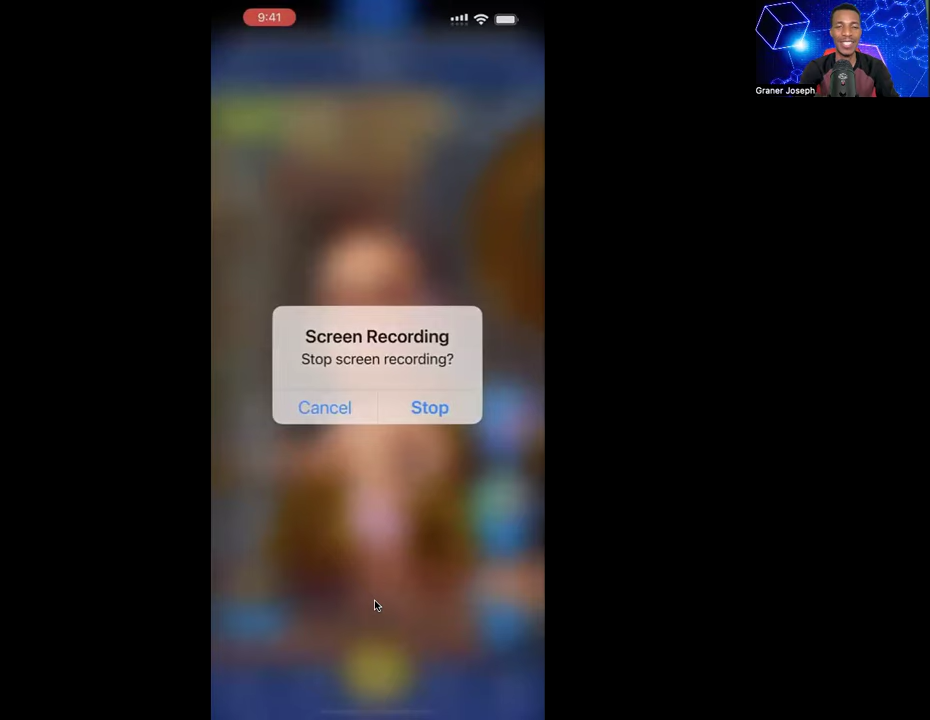 9:41
Graner Joseph
Screen Recording
Stop screen recording?
Cancel
Stop